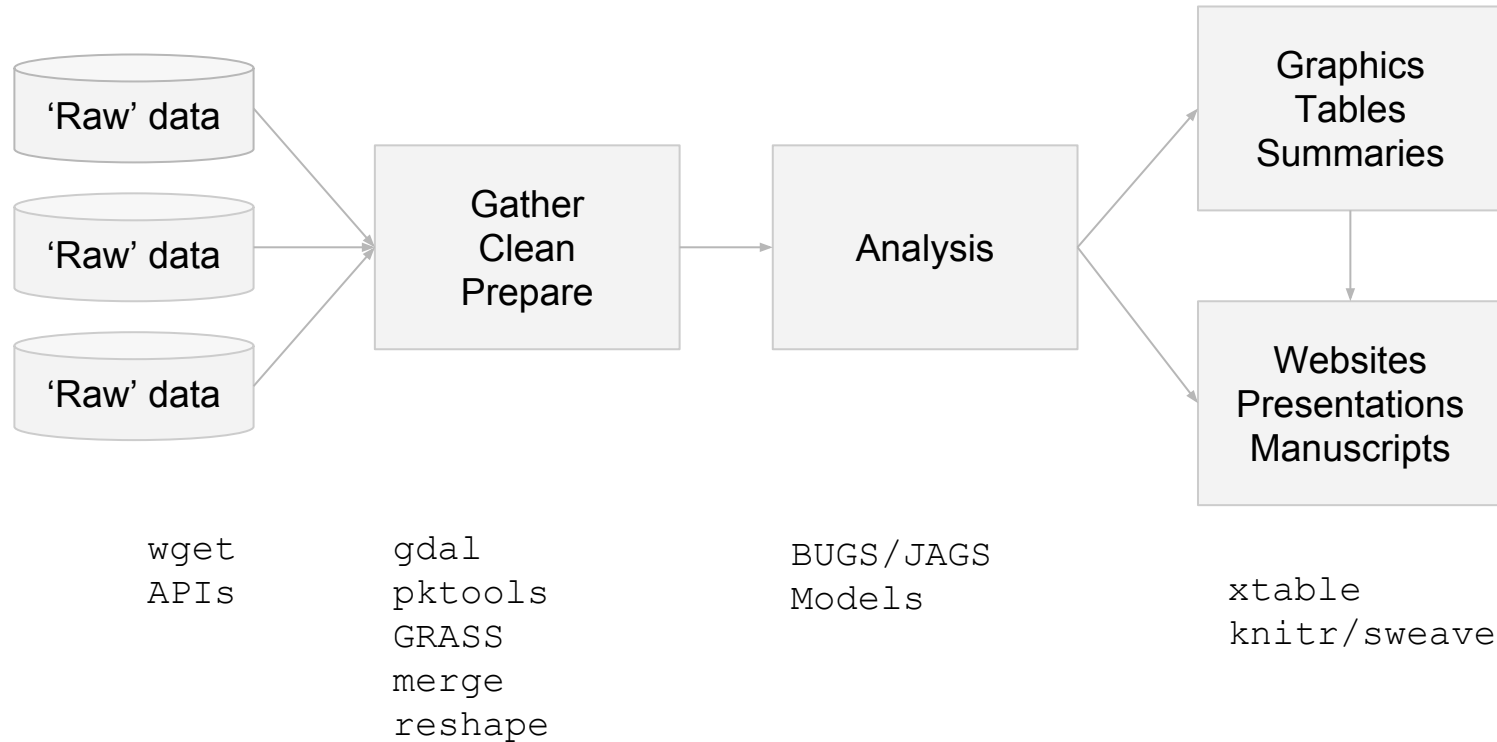 ‘Raw’ data
‘Raw’ data
‘Raw’ data
Gather
Clean
Prepare
Analysis
Graphics
Tables
Summaries
Websites
Presentations
Manuscripts
wget
APIs
gdal
pktools
GRASS
merge
reshape
BUGS/JAGS
Models
xtable
knitr/sweave